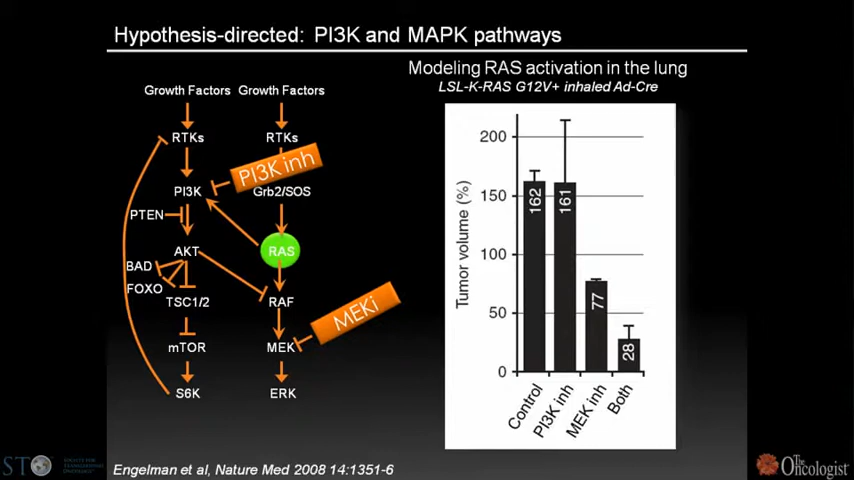 Hypothesis-directed: PI3K and MAPK pathways
Modeling RAS activation in the lung
LSL-K-RAS G12V+ inhaled Ad-Cre
Growth Factors Growth Factors
RTKs RTKs
PI3K inh
PI3K Grb2/SOS
PTEN
AKT RAS
BAD
FOXO
TSC1/2 RAF
MEKi
mTOR MEK
S6K ERK
Tumor volume (%)
200
150
100
50
0
162
161
77
28
Control
PI3K inh
MEK inh
Both
Engelman et al, Nature Med 2008 14:1351-6
The
Oncologist